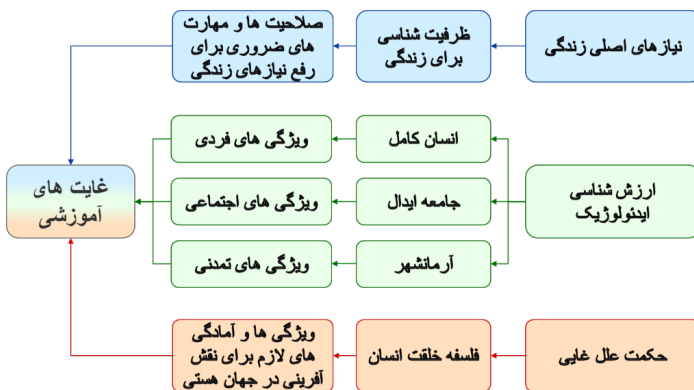 نیازهای اصلی زندگی
ظرفیت شناسی
برای زندگی
صلاحیت ها و مهارت
های ضروری برای
رفع نیازهای زندگی
ارزش شناسی
ایدئولوژیک
انسان کامل
ویژگی های فردی
جامعه ایدال
ویژگی های اجتماعی
آرمانشهر
ویژگی های تمدنی
حکمت علل غایی
فلسفه خلقت انسان
ویژگی ها و آمادگی
های لازم برای نقش
آفرینی در جهان هستی
غایت های
آموزشی